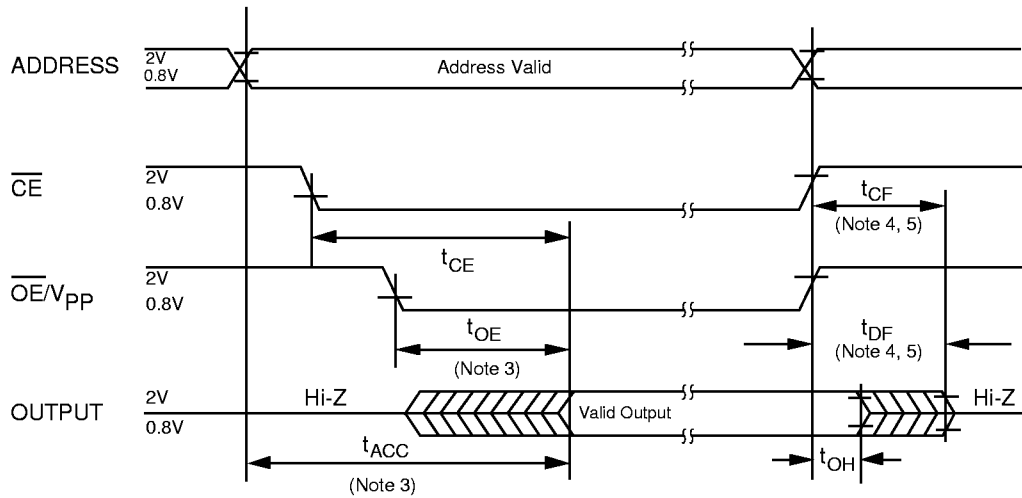 ADDRESS
2V
0.8V
Address Valid
CE
2V
0.8V
tCF
(Note 4, 5)
tCE
OE/VPP
2V
0.8V
tOE
(Note 3)
tDF
(Note 4, 5)
OUTPUT
2V
0.8V
Hi-Z
Valid Output
Hi-Z
tACC
(Note 3)
tOH